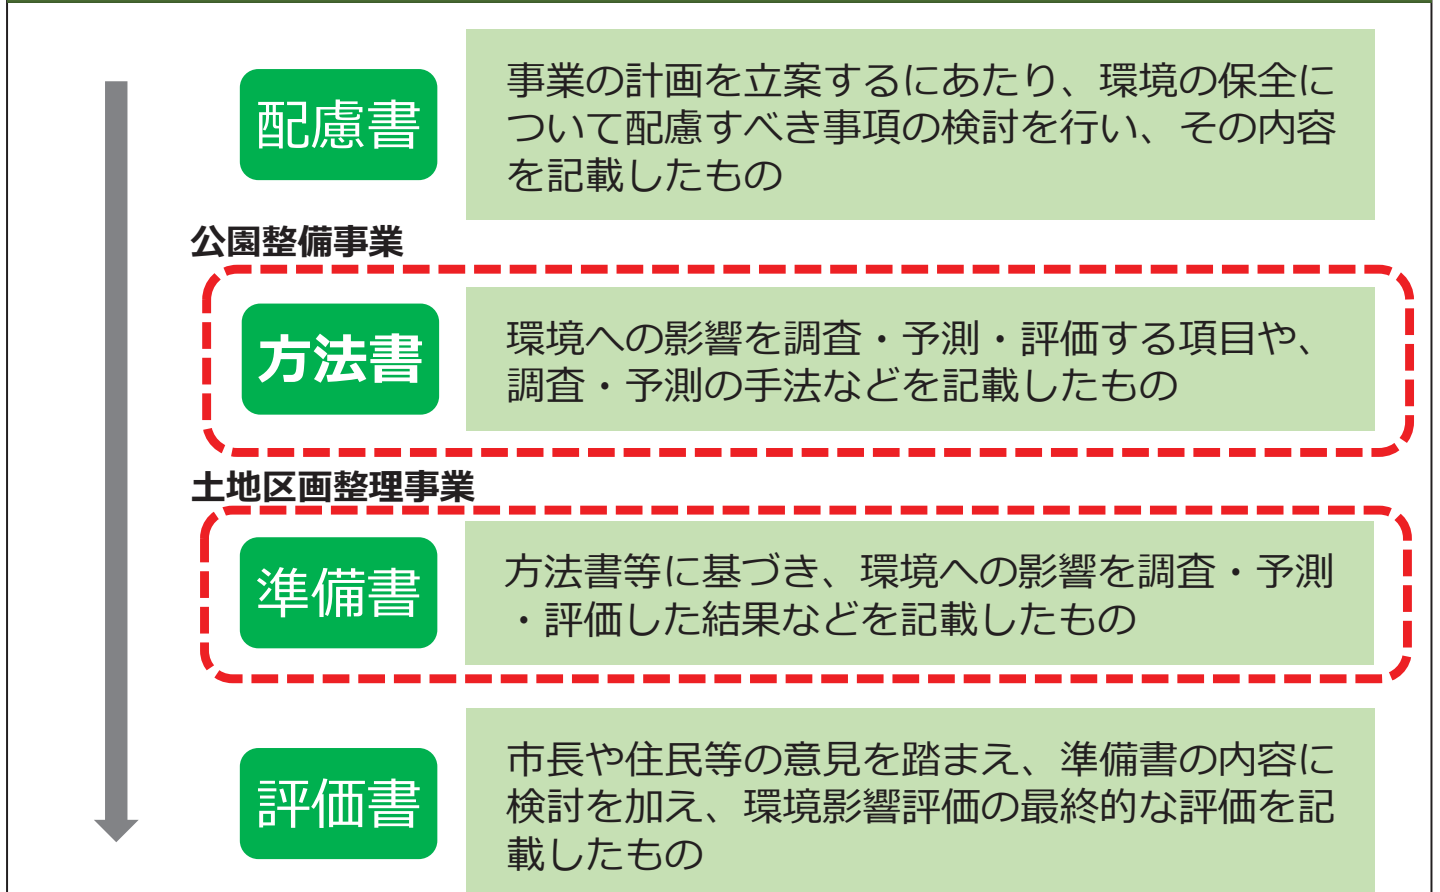 配慮書
事業の計画を立案するにあたり、環境の保全に
ついて配慮すべき事項の検討を行い、その内容
を記載したもの
公園整備事業
方法書
環境への影響を調査・予測・評価する項目や、
調査・予測の手法などを記載したもの
土地区画整理事業
準備書
方法書等に基づき、環境への影響を調査・予測
・評価した結果などを記載したもの
評価書
市長や住民等の意見を踏まえ、準備書の内容に
検討を加え、環境影響評価の最終的な評価を記
載したもの